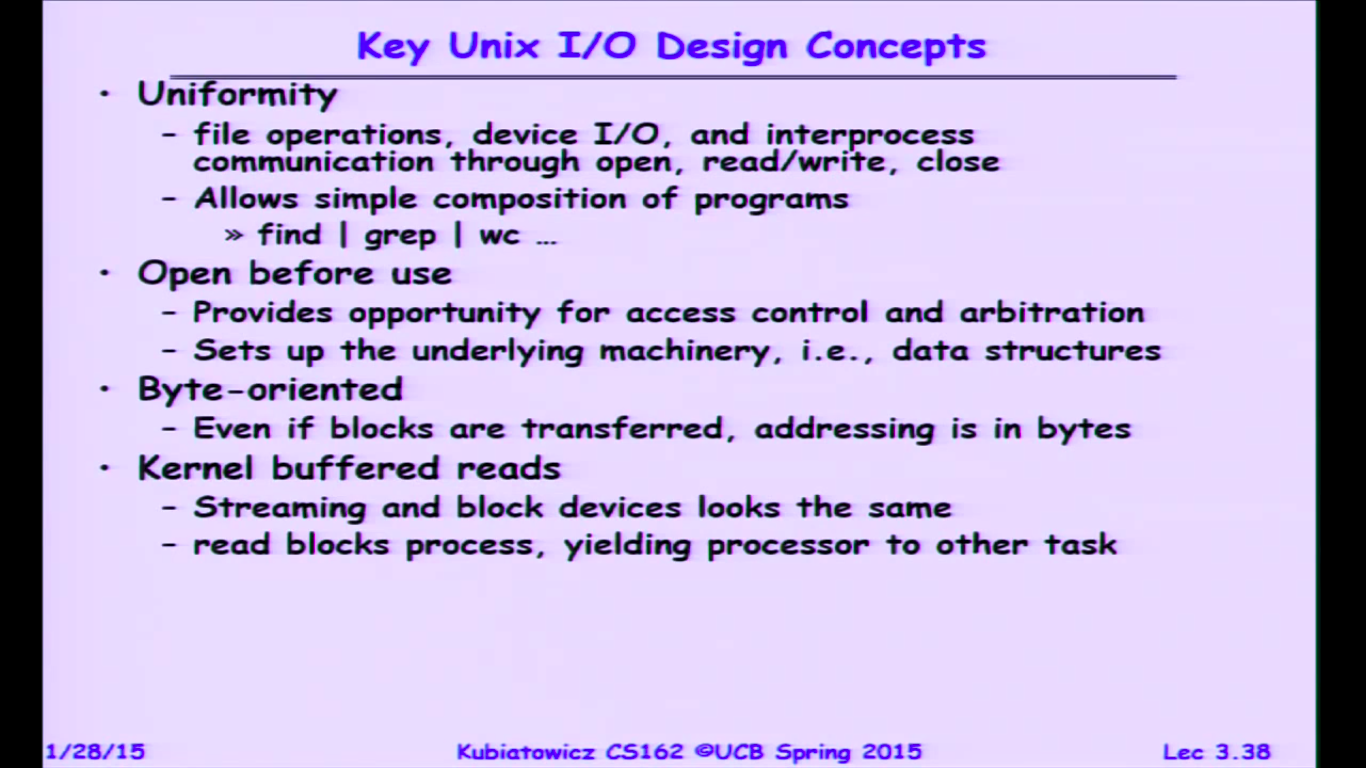 Key Unix I/O Design Concepts
• Uniformity
– file operations, device I/O, and interprocess
communication through open, read/write, close
– Allows simple composition of programs
» find | grep | wc …
• Open before use
– Provides opportunity for access control and arbitration
– Sets up the underlying machinery, i.e., data structures
• Byte-oriented
– Even if blocks are transferred, addressing is in bytes
• Kernel buffered reads
– Streaming and block devices looks the same
– read blocks process, yielding processor to other task
1/28/15 Kubiatowicz CS162 ©UCB Spring 2015 Lec 3.38